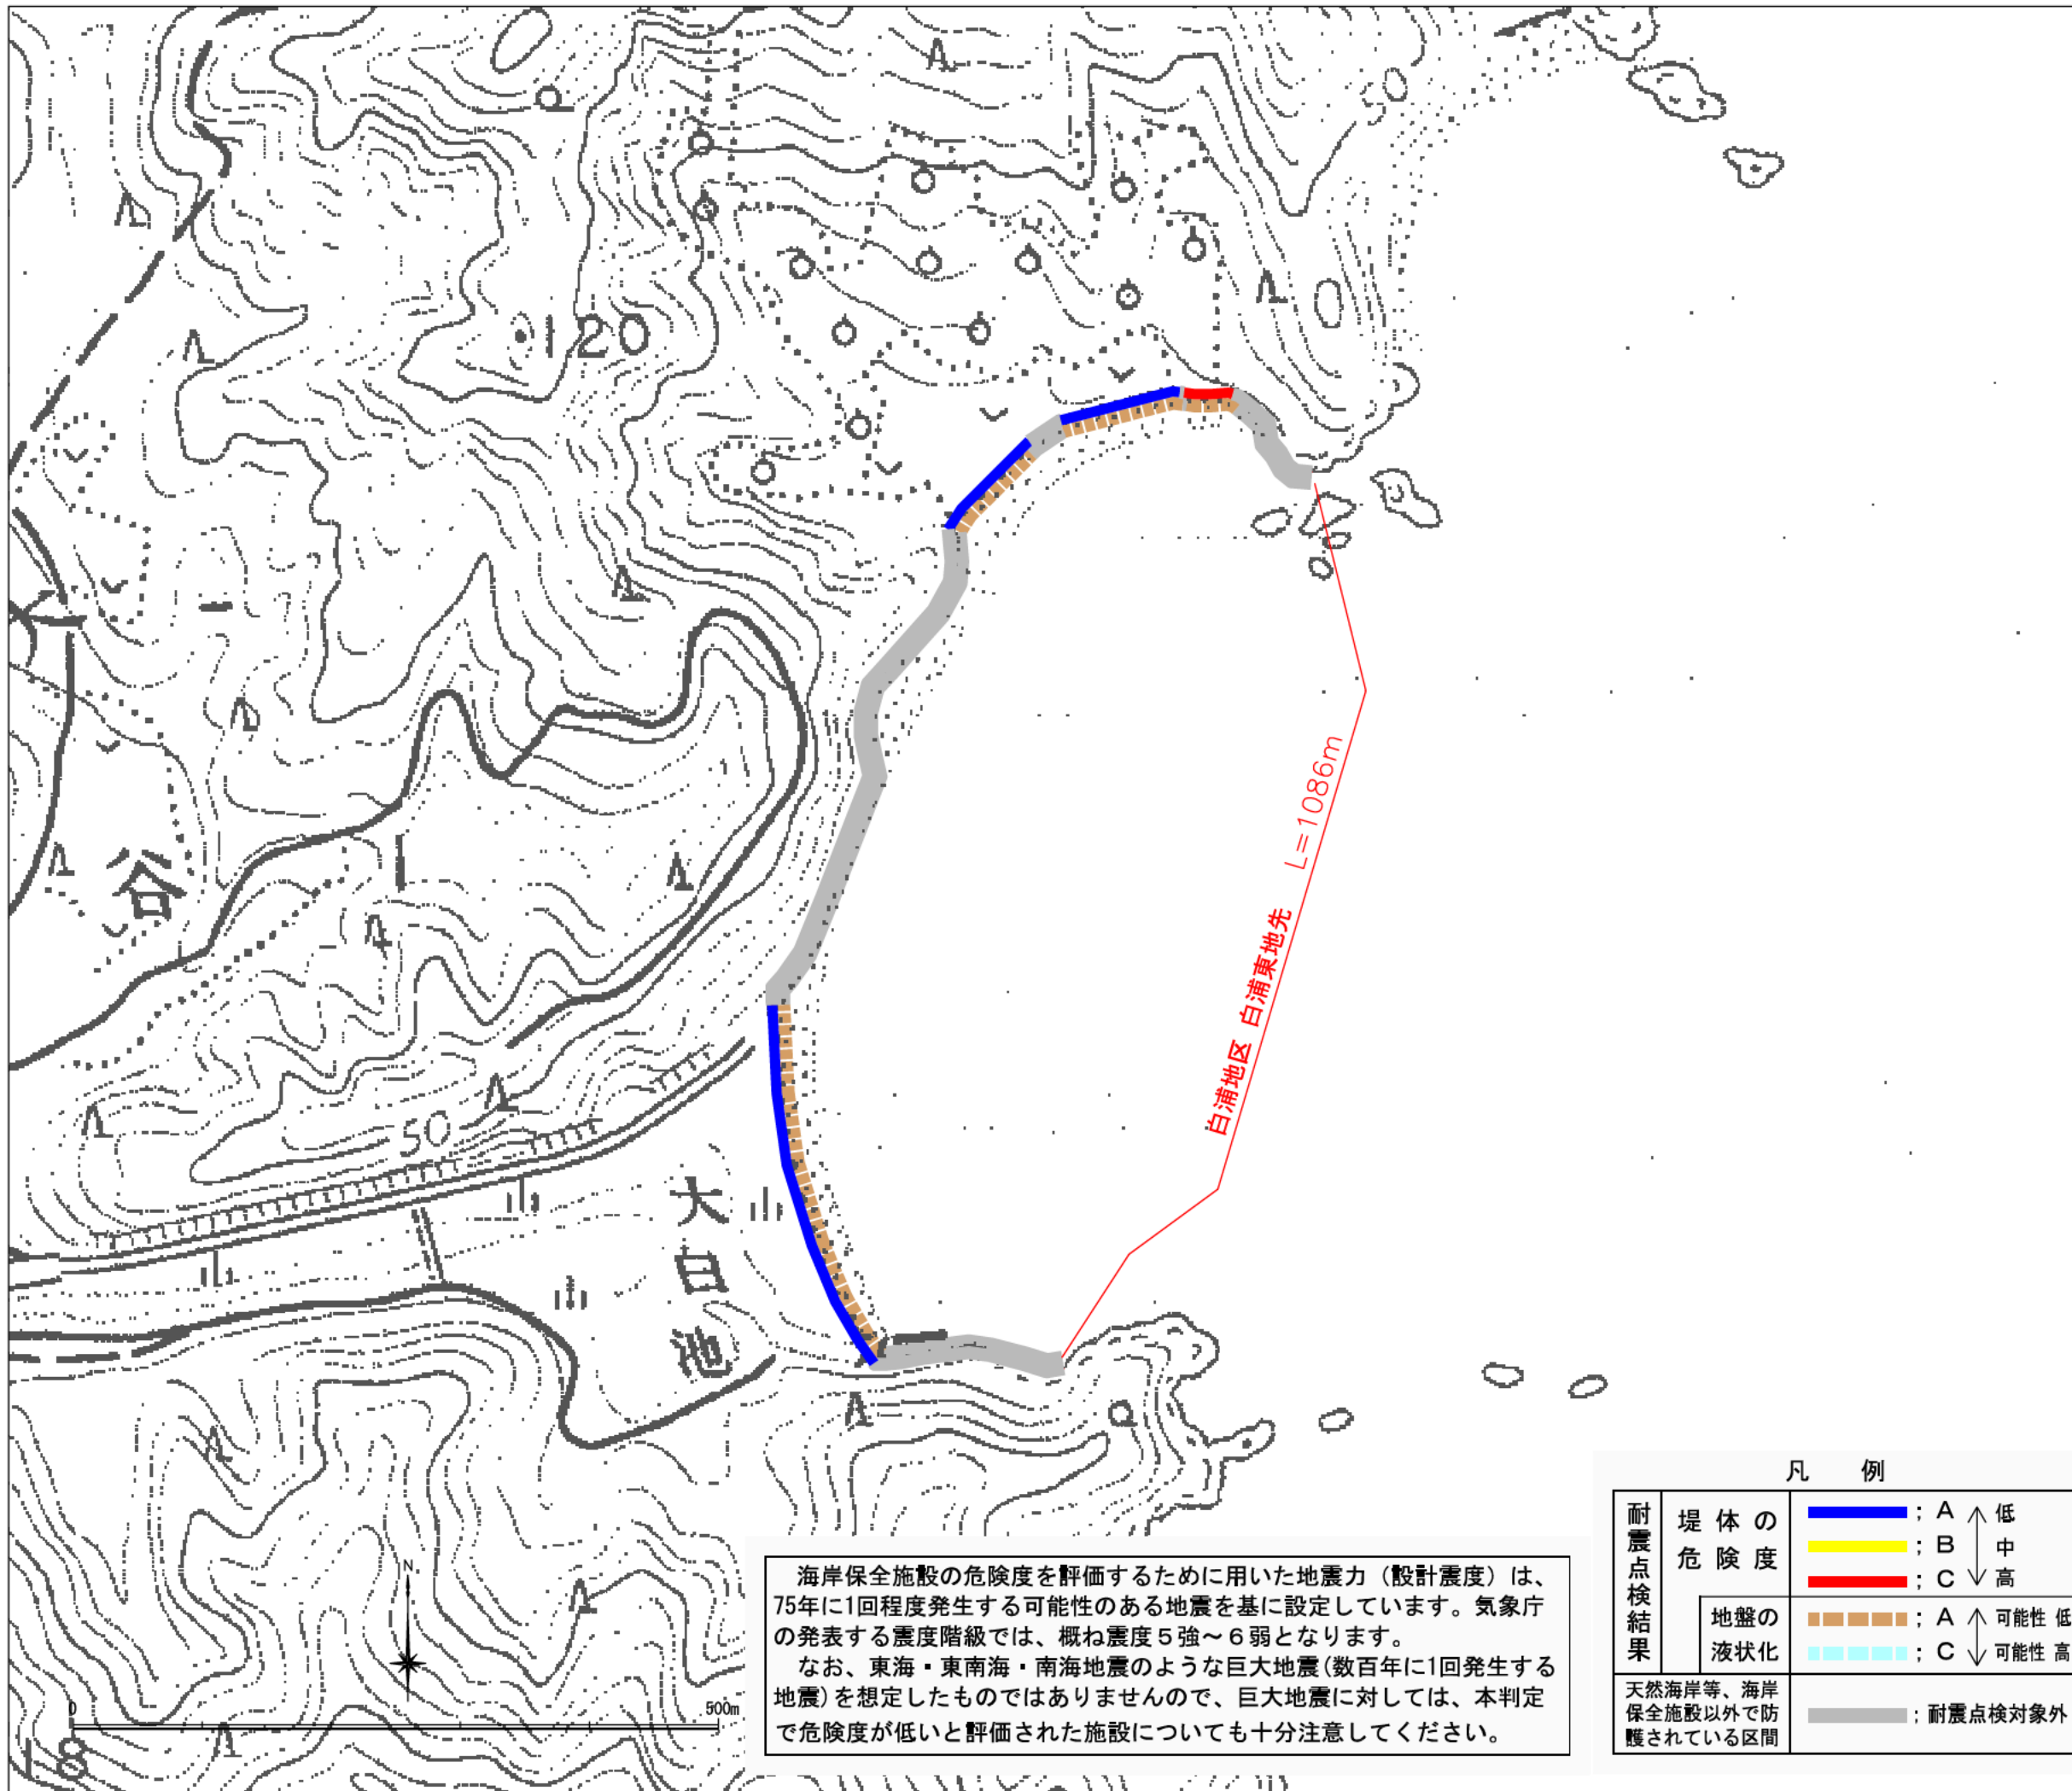 50
120
谷
L=1086m
白浦地区 白浦東地先
50
大白池
N
0 500m
18
海岸保全施設の危険度を評価するために用いた地震力（設計震度）は、
75年に1回程度発生する可能性のある地震を基に設定しています。気象庁
の発表する震度階級では、概ね震度５強～６弱となります。
なお、東海・東南海・南海地震のような巨大地震(数百年に1回発生する
地震)を想定したものではありませんので、巨大地震に対しては、本判定
で危険度が低いと評価された施設についても十分注意してください。
凡 例
耐震点検結果
堤体の
危険度
; A 低
; B 中
; C 高
地盤の
液状化
; A 可能性 低
; C 可能性 高
天然海岸等、海岸
保全施設以外で防
護されている区間
; 耐震点検対象外